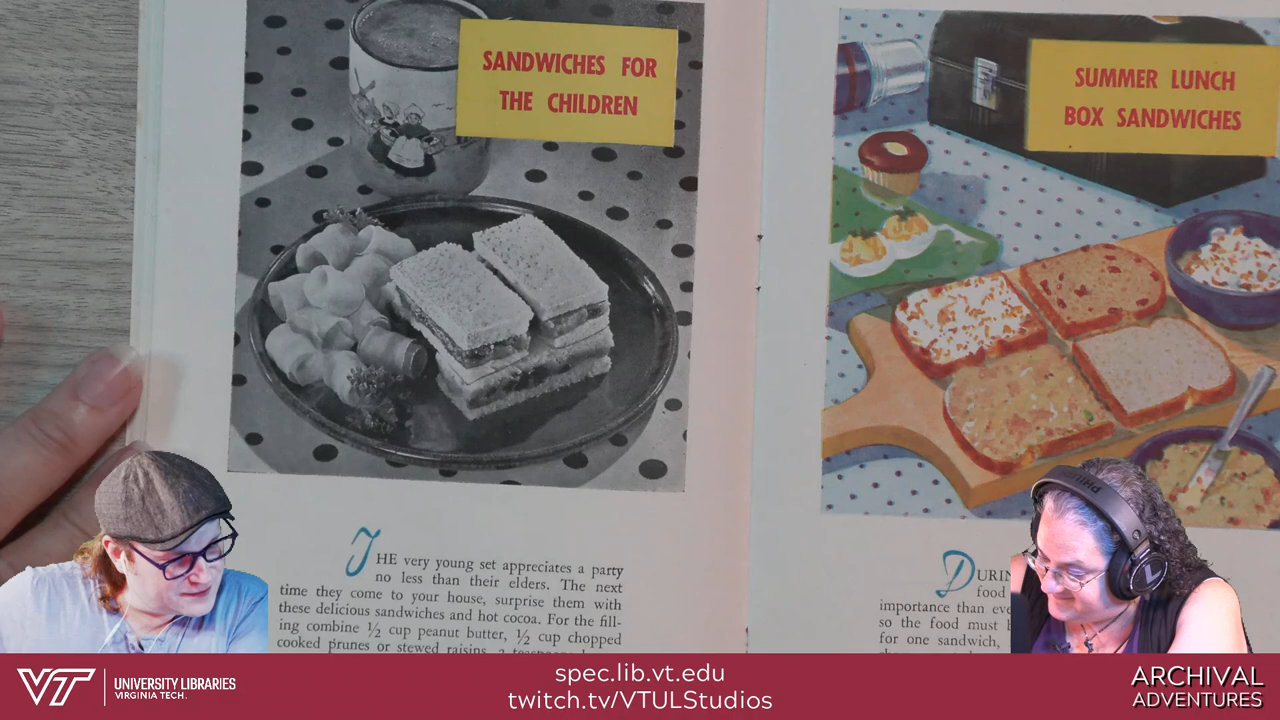 SANDWICHES FOR
THE CHILDREN
THE very young set appreciates a party
no less than their elders. The next
time they come to your house, surprise them with
these delicious sandwiches and hot cocoa. For the fill-
ing combine ½ cup peanut butter, ½ cup chopped
cooked prunes or stewed raisins, 2
SUMMER LUNCH
BOX SANDWICHES
food
importance than
so the food must
for one sandwich,
philips
VT
UNIVERSITY LIBRARIES
VIRGINIA TECH.
spec.lib.vt.edu
twitch.tv/VTULStudios
ARCHIVAL
ADVENTURES